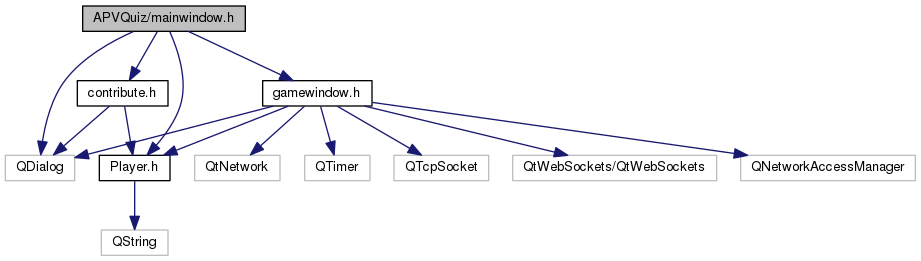 APVQuiz/mainwindow.h
contribute.h
gamewindow.h
QDialog
Player.h
QtNetwork
QTimer
QTcpSocket
QtWebSockets/QtWebSockets
QNetworkAccessManager
QString